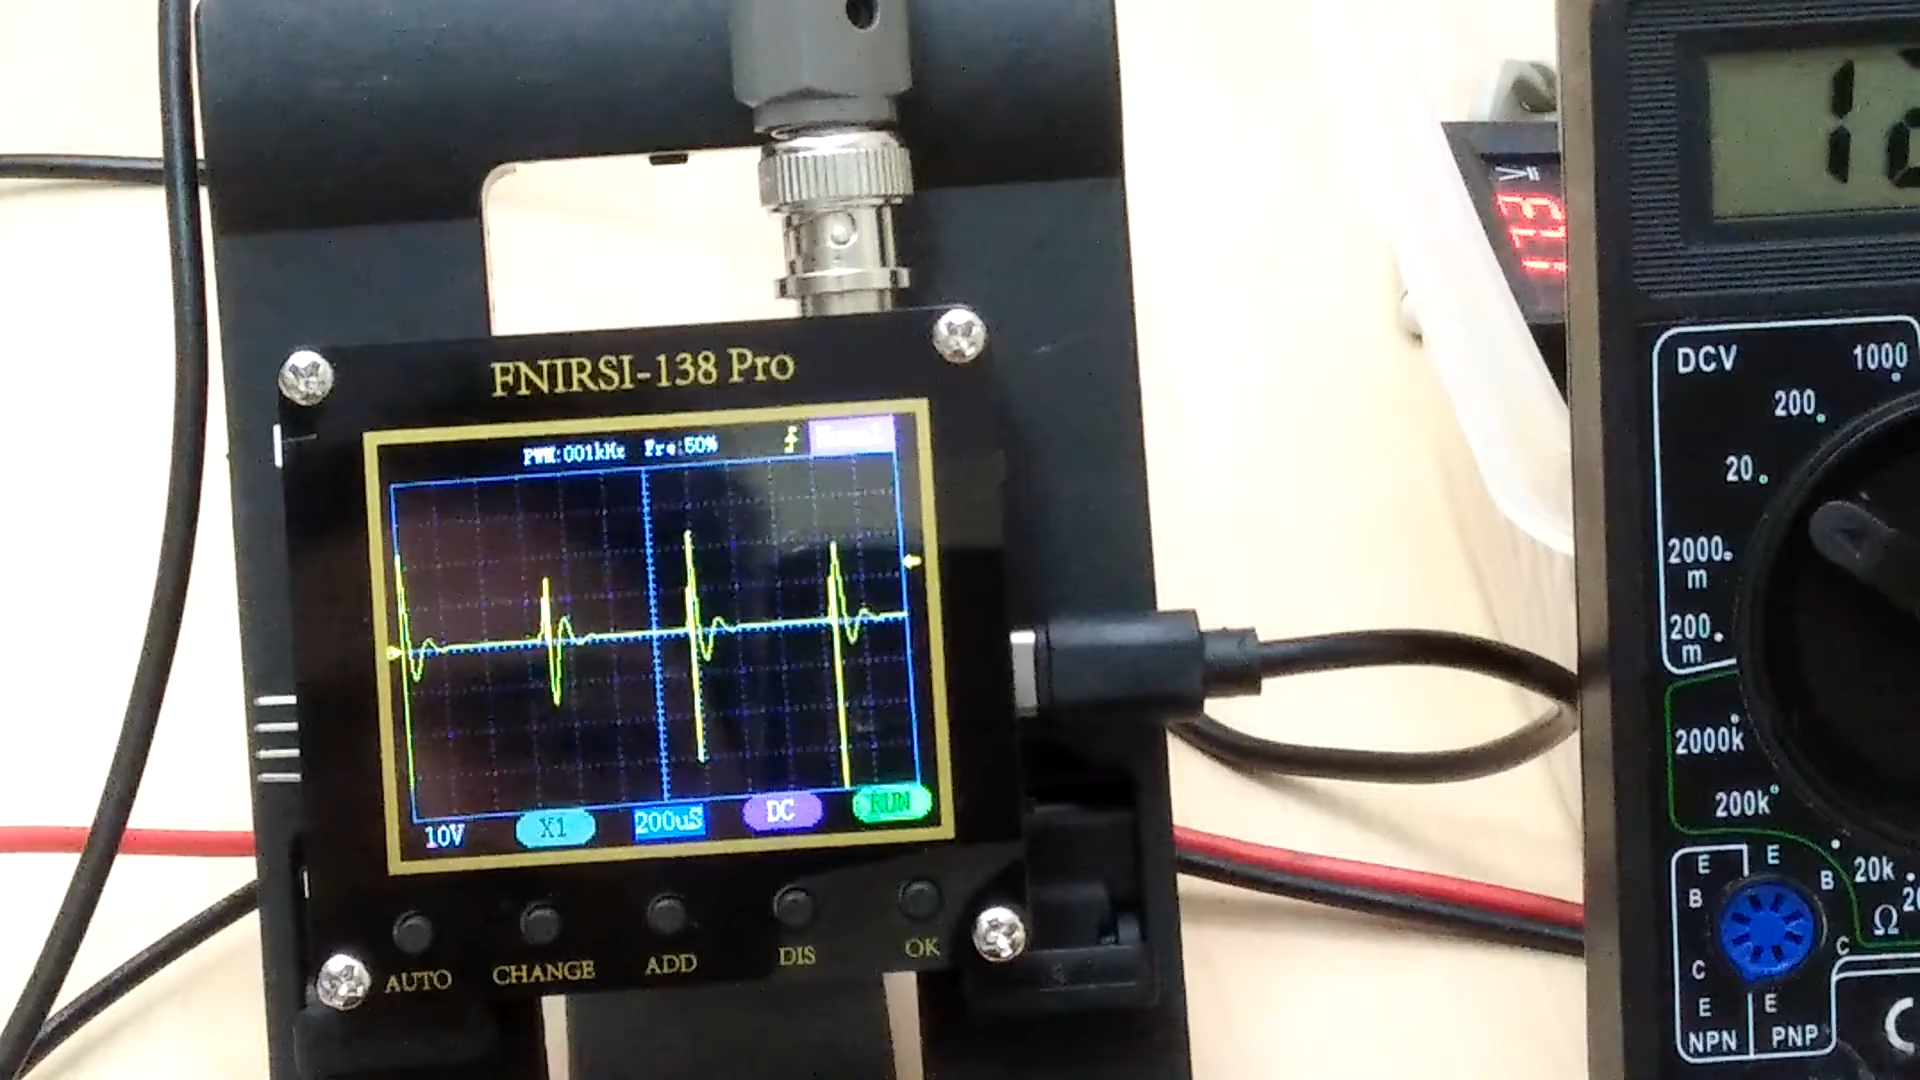 FNIRSI-138 Pro
PWM:001kHz Fre:50%
10V
X1
200uS
DC
RUN
AUTO
CHANGE
ADD
DIS
OK
DCV
1000
200
20
2000
m
200
m
2000k
200k
20k
Ω
E
E
B
B
C
C
E
E
NPN
PNP